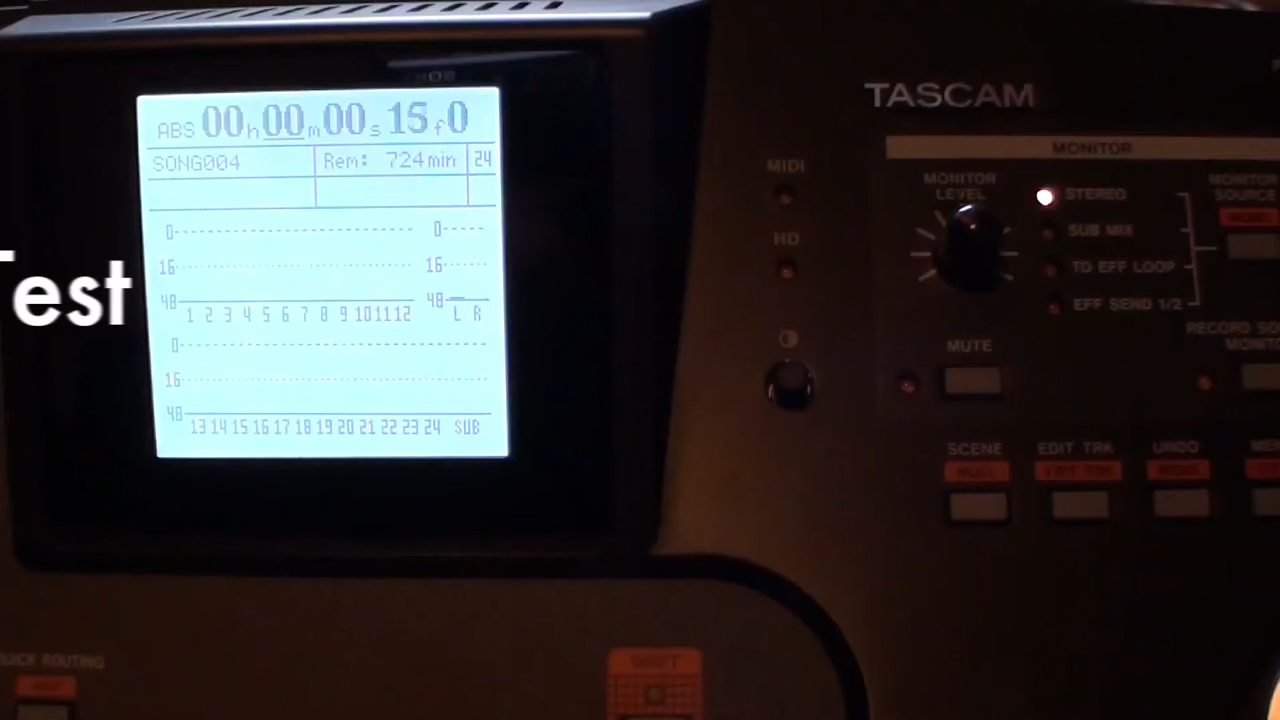 ABS 00h00m00s15f0
SONG004 Rem: 724min 24
0 0
16 16
48 48
1 2 3 4 5 6 7 8 9 10 11 12 L R
0
16
48
13 14 15 16 17 18 19 20 21 22 23 24 SUB
Test
TASCAM
MONITOR
MIDI
HD
MONITOR
LEVEL
STEREO
SUB MIX
TO EFF LOOP
EFF SEND 1/2
MONITOR
SOURCE
MUTE
RECORD
MONIT
SCENE
EDIT TRK
UNDO
QUICK ROUTING
SHIFT